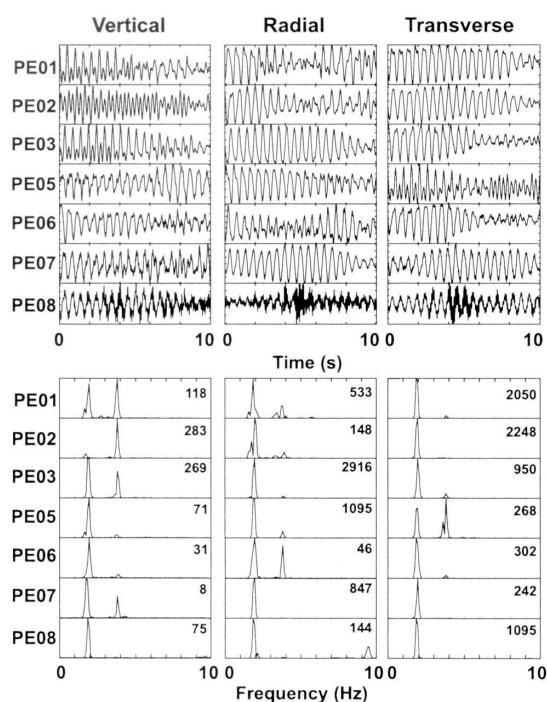 Vertical Radial Transverse
PE01
PE02
PE03
PE05
PE06
PE07
PE08
0 10 0 10 0 10
Time (s)
PE01 118 533 2050
PE02 283 148 2248
PE03 269 2916 950
PE05 71 1095 268
PE06 31 46 302
PE07 8 847 242
PE08 75 144 1095
0 10 0 10 0 10
Frequency (Hz)